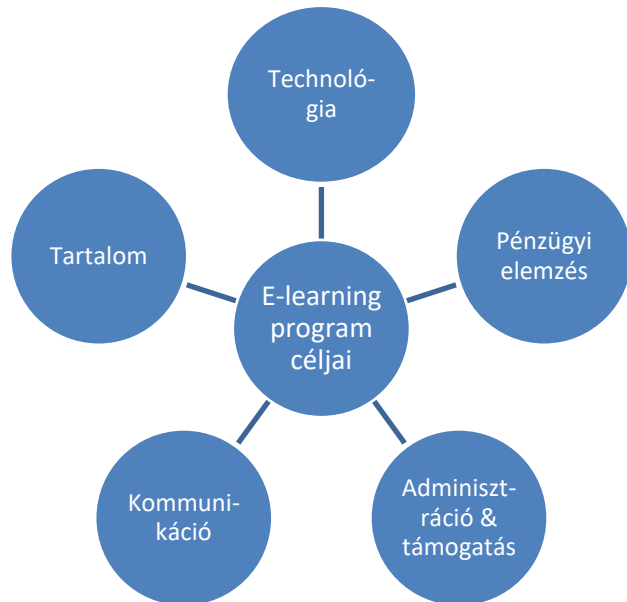 Technoló-
gia
Tartalom
Pénzügyi
elemzés
E-learning
program
céljai
Kommuni-
káció
Adminiszt-
ráció &
támogatás